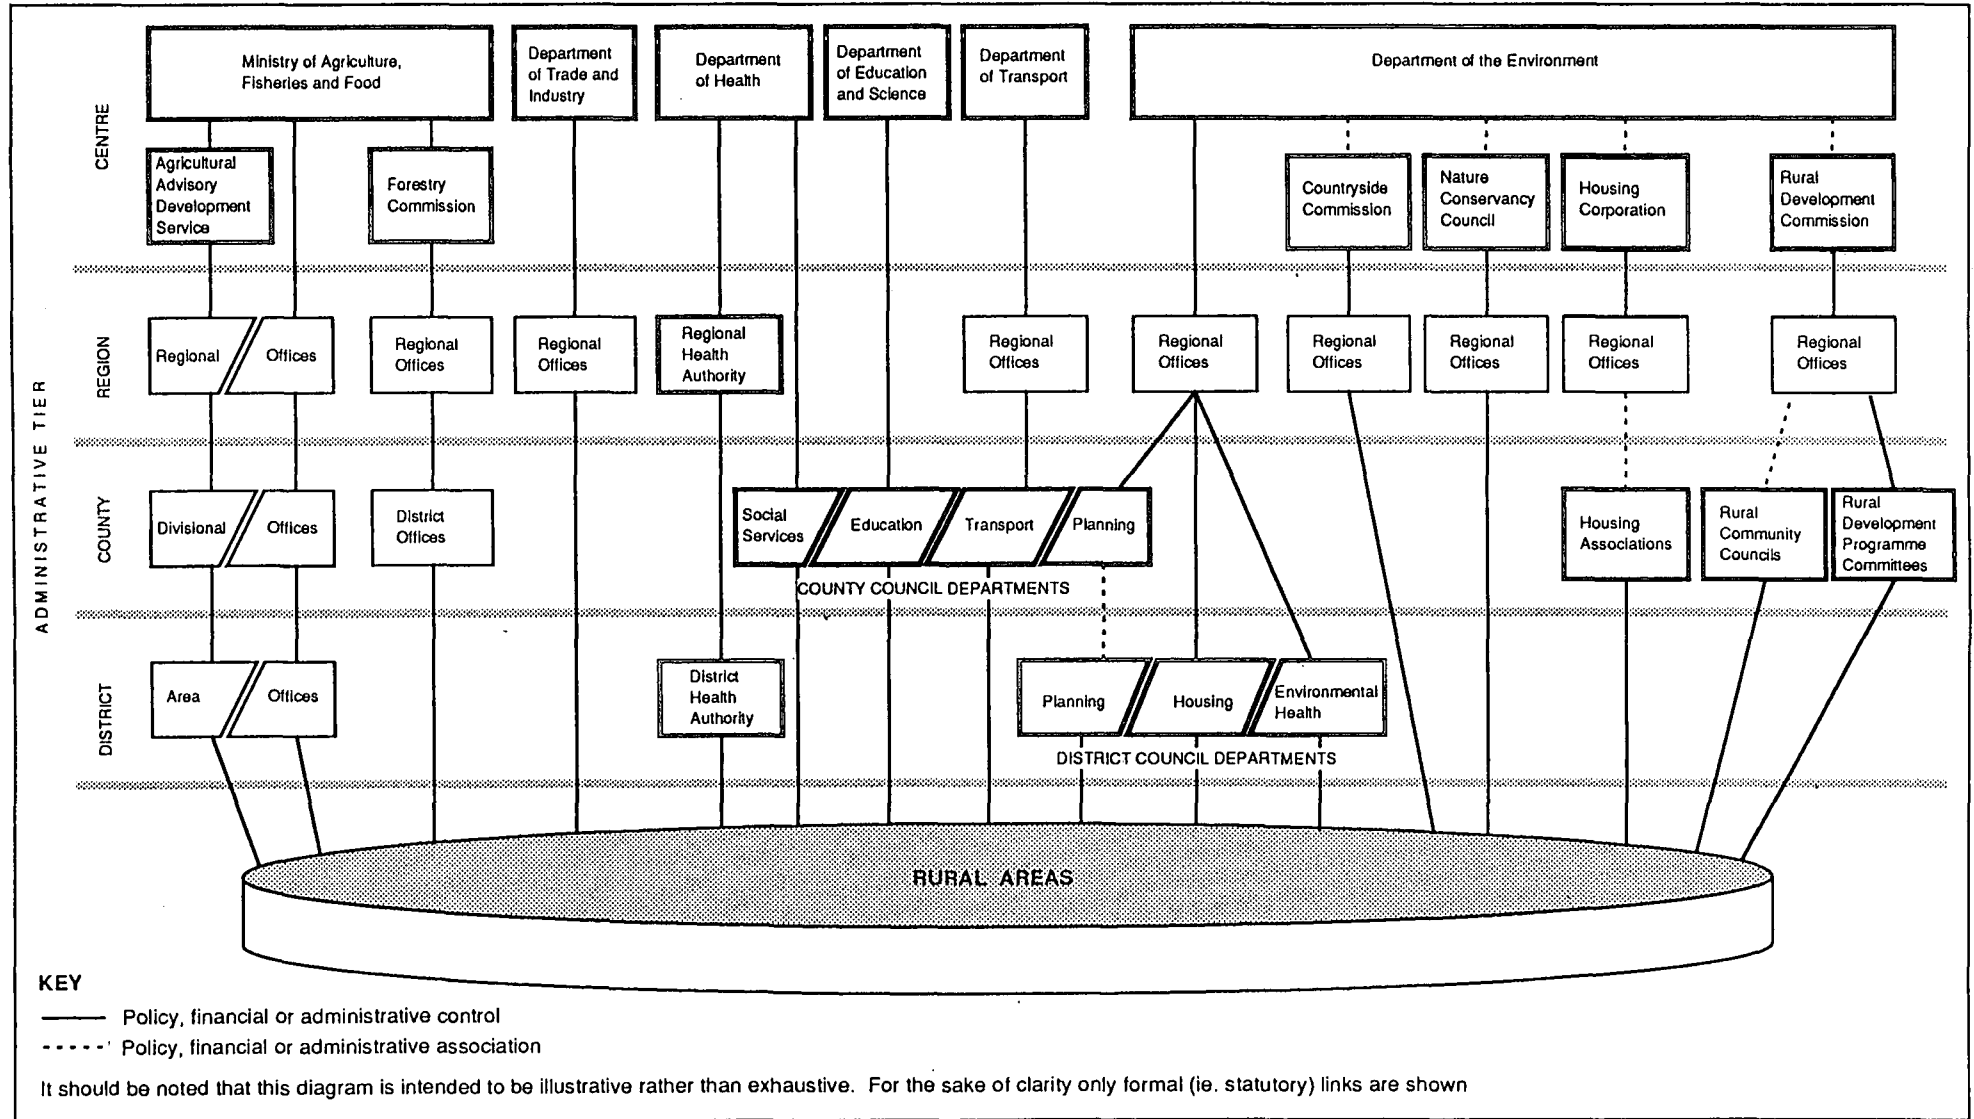 Ministry of Agriculture,
Fisheries and Food
Department
of Trade and
Industry
Department
of Health
Department
of Education
and Science
Department
of Transport
Department of the Environment
CENTRE
Agricultural
Advisory
Development
Service
Forestry
Commission
Countryside
Commission
Nature
Conservancy
Council
Housing
Corporation
Rural
Development
Commission
ADMINISTRATIVE TIER
REGION
Regional
Offices
Regional
Offices
Regional
Offices
Regional
Health
Authority
Regional
Offices
Regional
Offices
Regional
Offices
Regional
Offices
Regional
Offices
Regional
Offices
COUNTY
Divisional
Offices
District
Offices
Social
Services
Education
Transport
Planning
COUNTY COUNCIL DEPARTMENTS
Housing
Associations
Rural
Community
Councils
Rural
Development
Programme
Committees
DISTRICT
Area
Offices
District
Health
Authority
Planning
Housing
Environmental
Health
DISTRICT COUNCIL DEPARTMENTS
RURAL AREAS
KEY
Policy, financial or administrative control
Policy, financial or administrative association
It should be noted that this diagram is intended to be illustrative rather than exhaustive. For the sake of clarity only formal (ie. statutory) links are shown